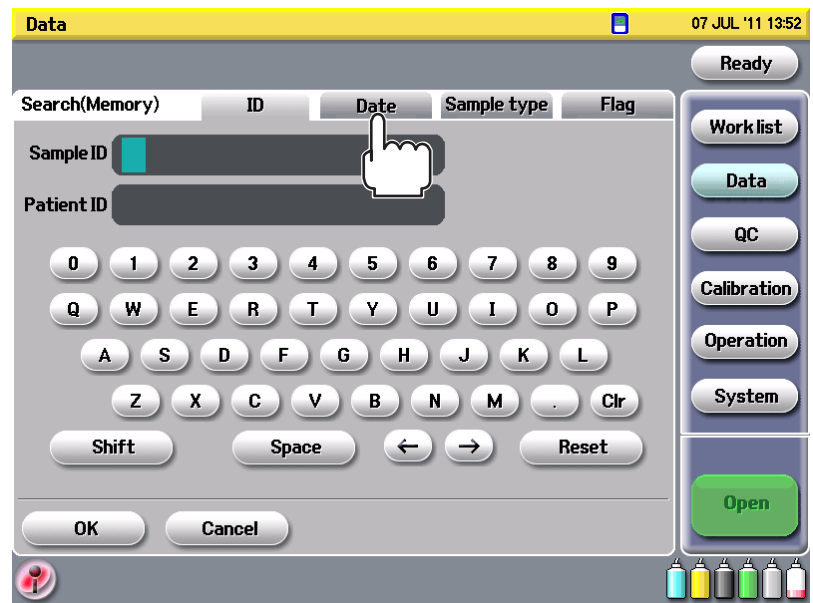 Data 07 JUL '11 13:52
Ready
Search(Memory) ID Date Sample type Flag
Sample ID
Patient ID
0 1 2 3 4 5 6 7 8 9
Q W E R T Y U I O P
A S D F G H J K L
Z X C V B N M . Clr
Shift Space ← → Reset
OK Cancel
Work list
Data
QC
Calibration
Operation
System
Open